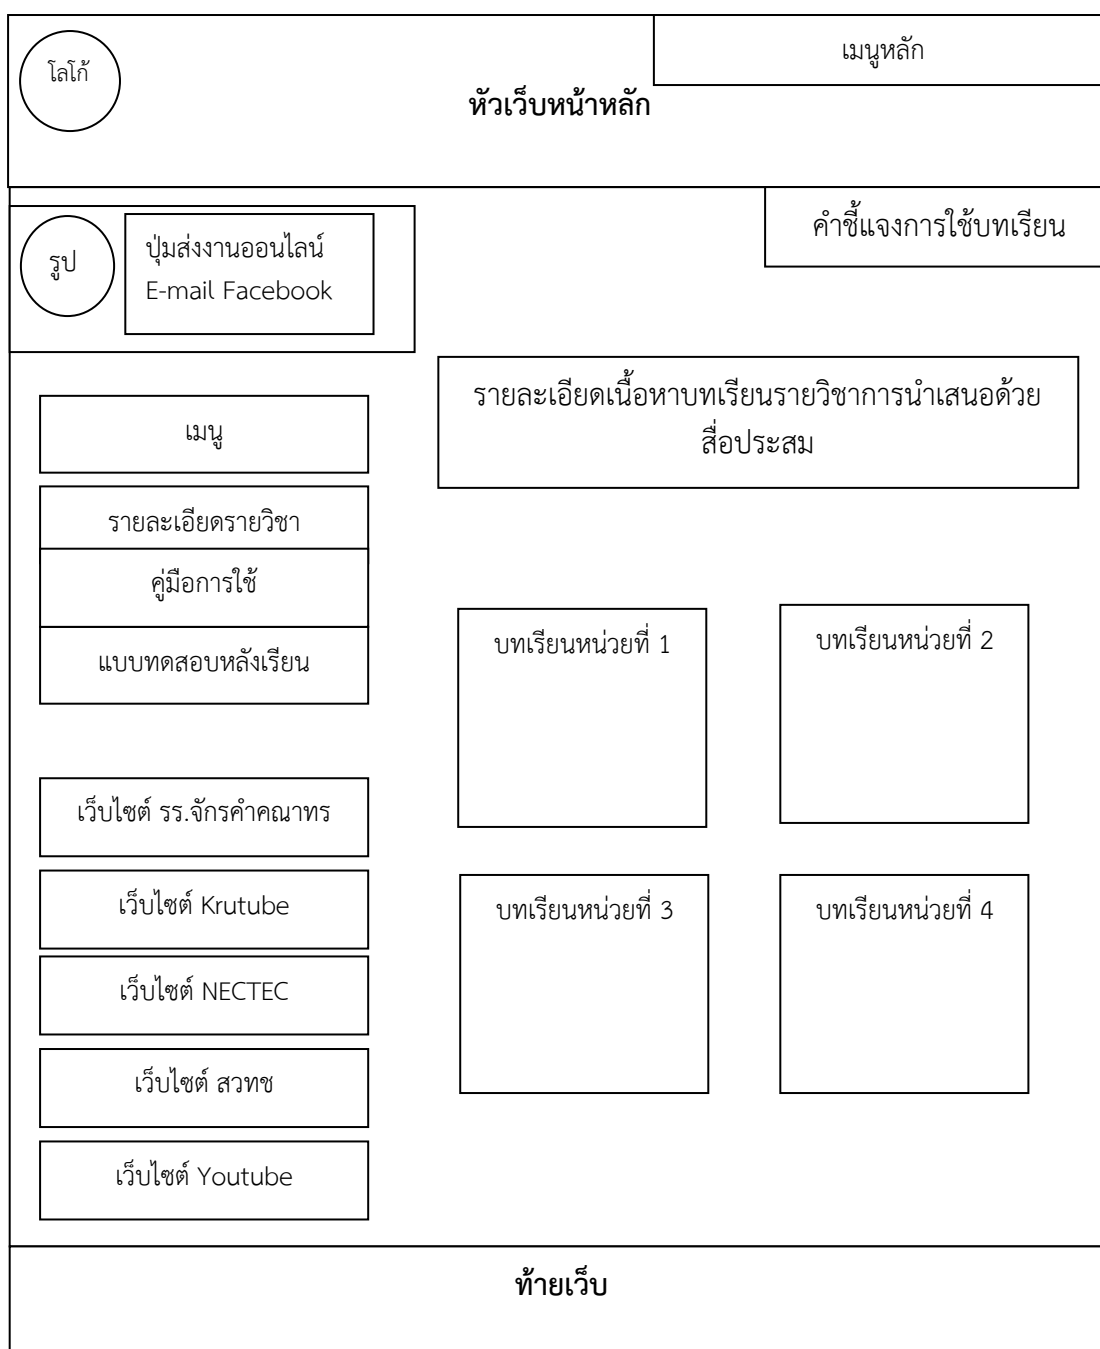 โลโก้
เมนูหลัก
หัวเว็บหน้าหลัก
คำชี้แจงการใช้บทเรียน
รูป
ปุ่มส่งงานออนไลน์
E-mail Facebook
รายละเอียดเนื้อหาบทเรียนรายวิชาการนำเสนอด้วย
สื่อประสม
เมนู
รายละเอียดรายวิชา
คู่มือการใช้
แบบทดสอบหลังเรียน
บทเรียนหน่วยที่ 1
บทเรียนหน่วยที่ 2
เว็บไซต์ รร.จักรคำคณาทร
เว็บไซต์ Krutube
เว็บไซต์ NECTEC
เว็บไซต์ สวทช
เว็บไซต์ Youtube
บทเรียนหน่วยที่ 3
บทเรียนหน่วยที่ 4
ท้ายเว็บ